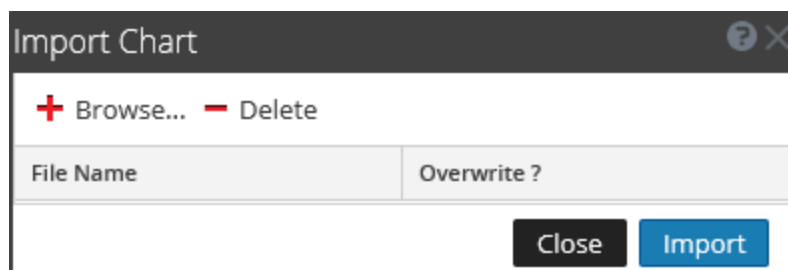 Import Chart
Browse... Delete
File Name Overwrite ?
Close Import